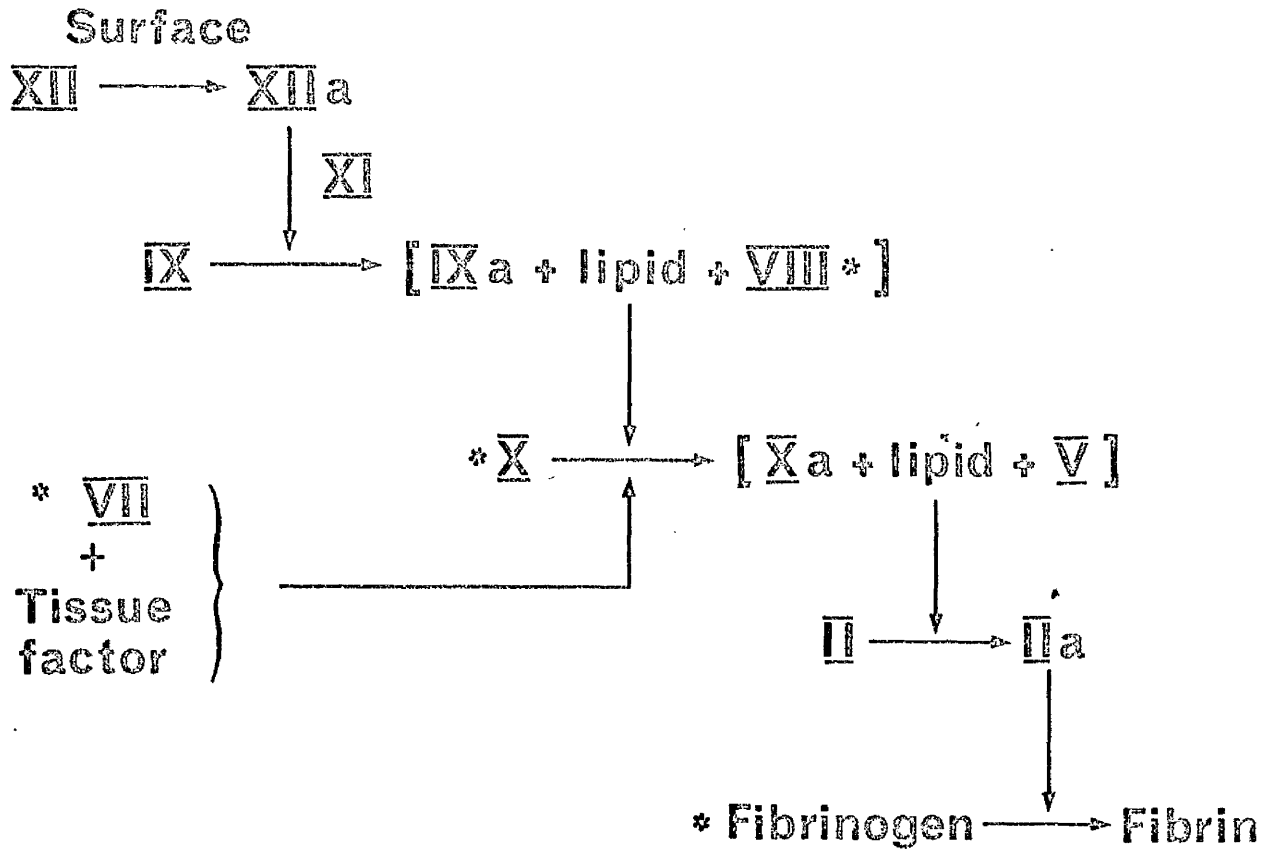 Surface
XII XIIa
XI
IX [ IXa + lipid + VIII* ]
*X [ Xa + lipid + V ]
* VII
+
Tissue
factor
II IIa
* Fibrinogen Fibrin